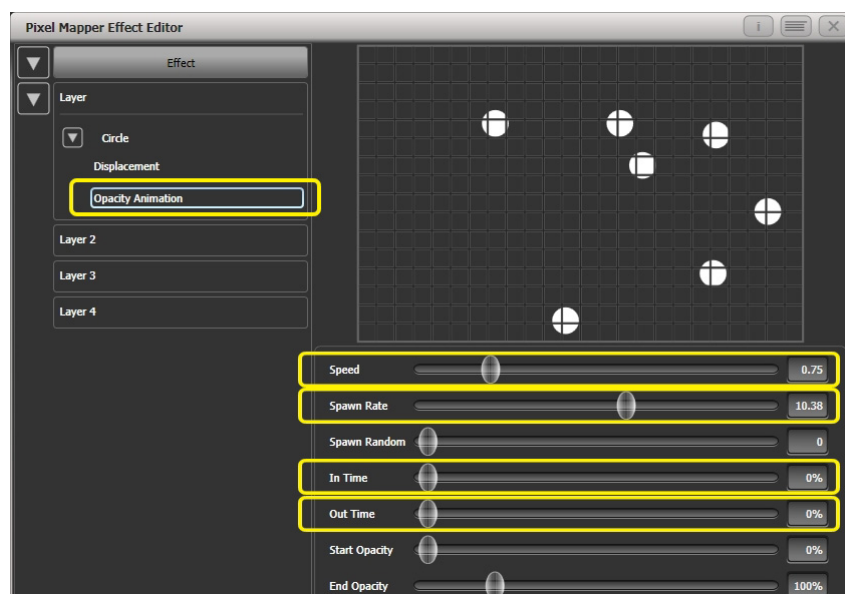 Pixel Mapper Effect Editor
i
Effect
Layer
Circle
Displacement
Opacity Animation
Layer 2
Layer 3
Layer 4
Speed 0.75
Spawn Rate 10.38
Spawn Random 0
In Time 0%
Out Time 0%
Start Opacity 0%
End Opacity 100%